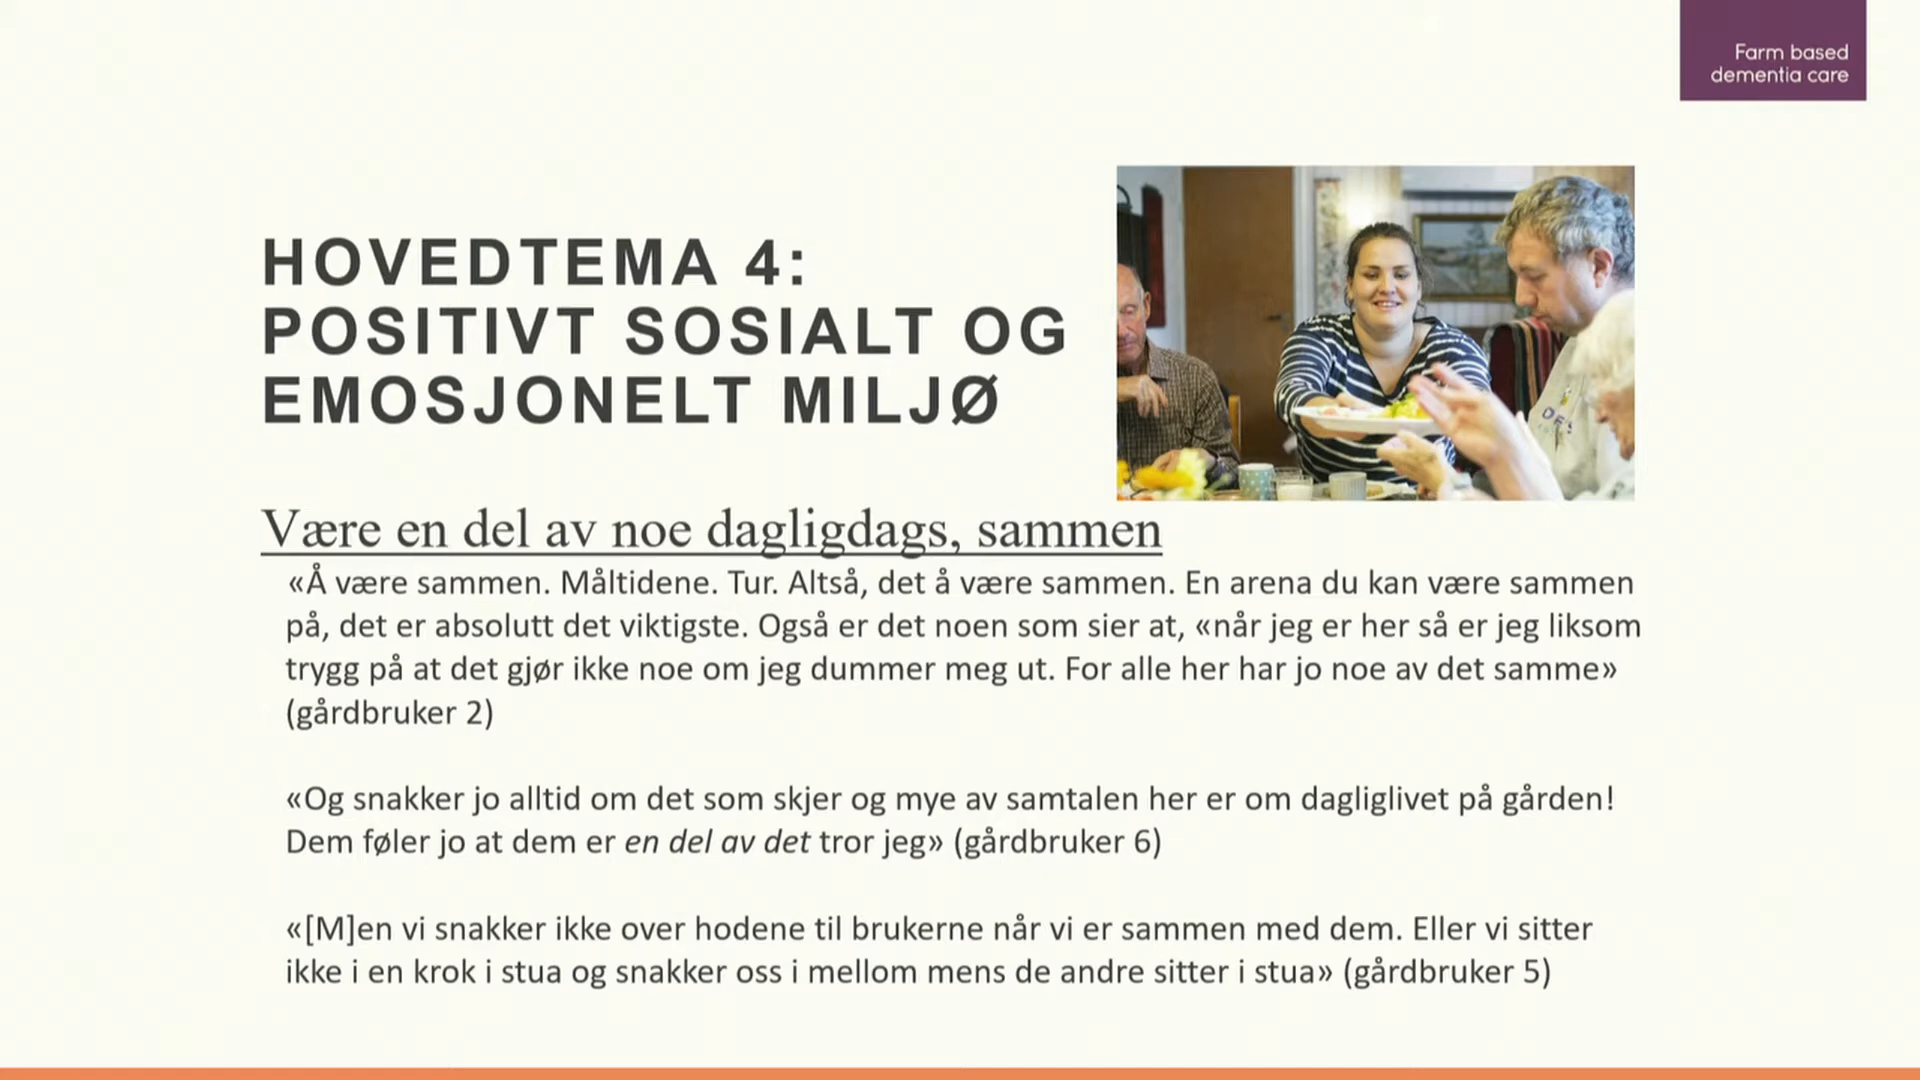 Farm based
dementia care
HOVEDTEMA 4:
POSITIVT SOSIALT OG
EMOSJONELT MILJØ
Være en del av noe dagligdags, sammen
«Å være sammen. Måltidene. Tur. Altså, det å være sammen. En arena du kan være sammen
på, det er absolutt det viktigste. Også er det noen som sier at, «når jeg er her så er jeg liksom
trygg på at det gjør ikke noe om jeg dummer meg ut. For alle her har jo noe av det samme»
(gårdbruker 2)
«Og snakker jo alltid om det som skjer og mye av samtalen her er om dagliglivet på gården!
Dem føler jo at dem er en del av det tror jeg» (gårdbruker 6)
«[M]en vi snakker ikke over hodene til brukerne når vi er sammen med dem. Eller vi sitter
ikke i en krok i stua og snakker oss i mellom mens de andre sitter i stua» (gårdbruker 5)